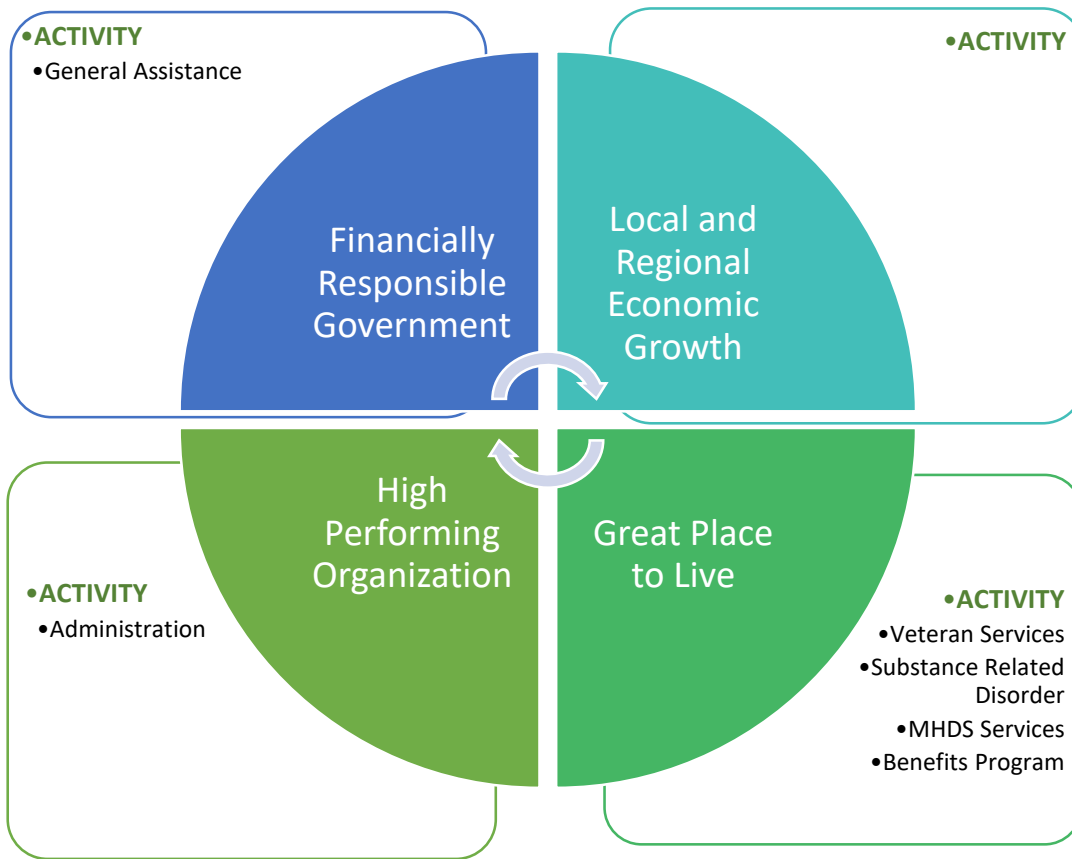 •ACTIVITY
•General Assistance
•ACTIVITY
Financially
Responsible
Government
Local and
Regional
Economic
Growth
High
Performing
Organization
Great Place
to Live
•ACTIVITY
•Administration
•ACTIVITY
•Veteran Services
•Substance Related
Disorder
•MHDS Services
•Benefits Program